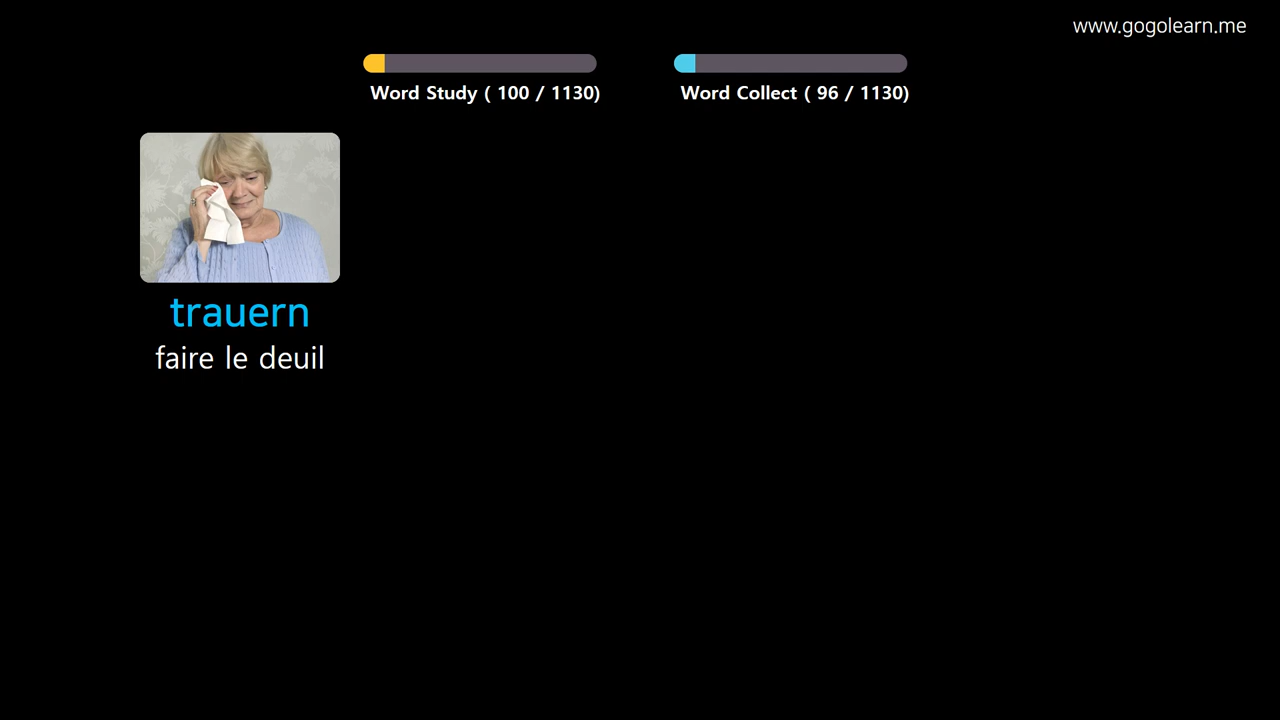 www.gogolearn.me
Word Study ( 100 / 1130)
Word Collect ( 96 / 1130)
trauern
faire le deuil